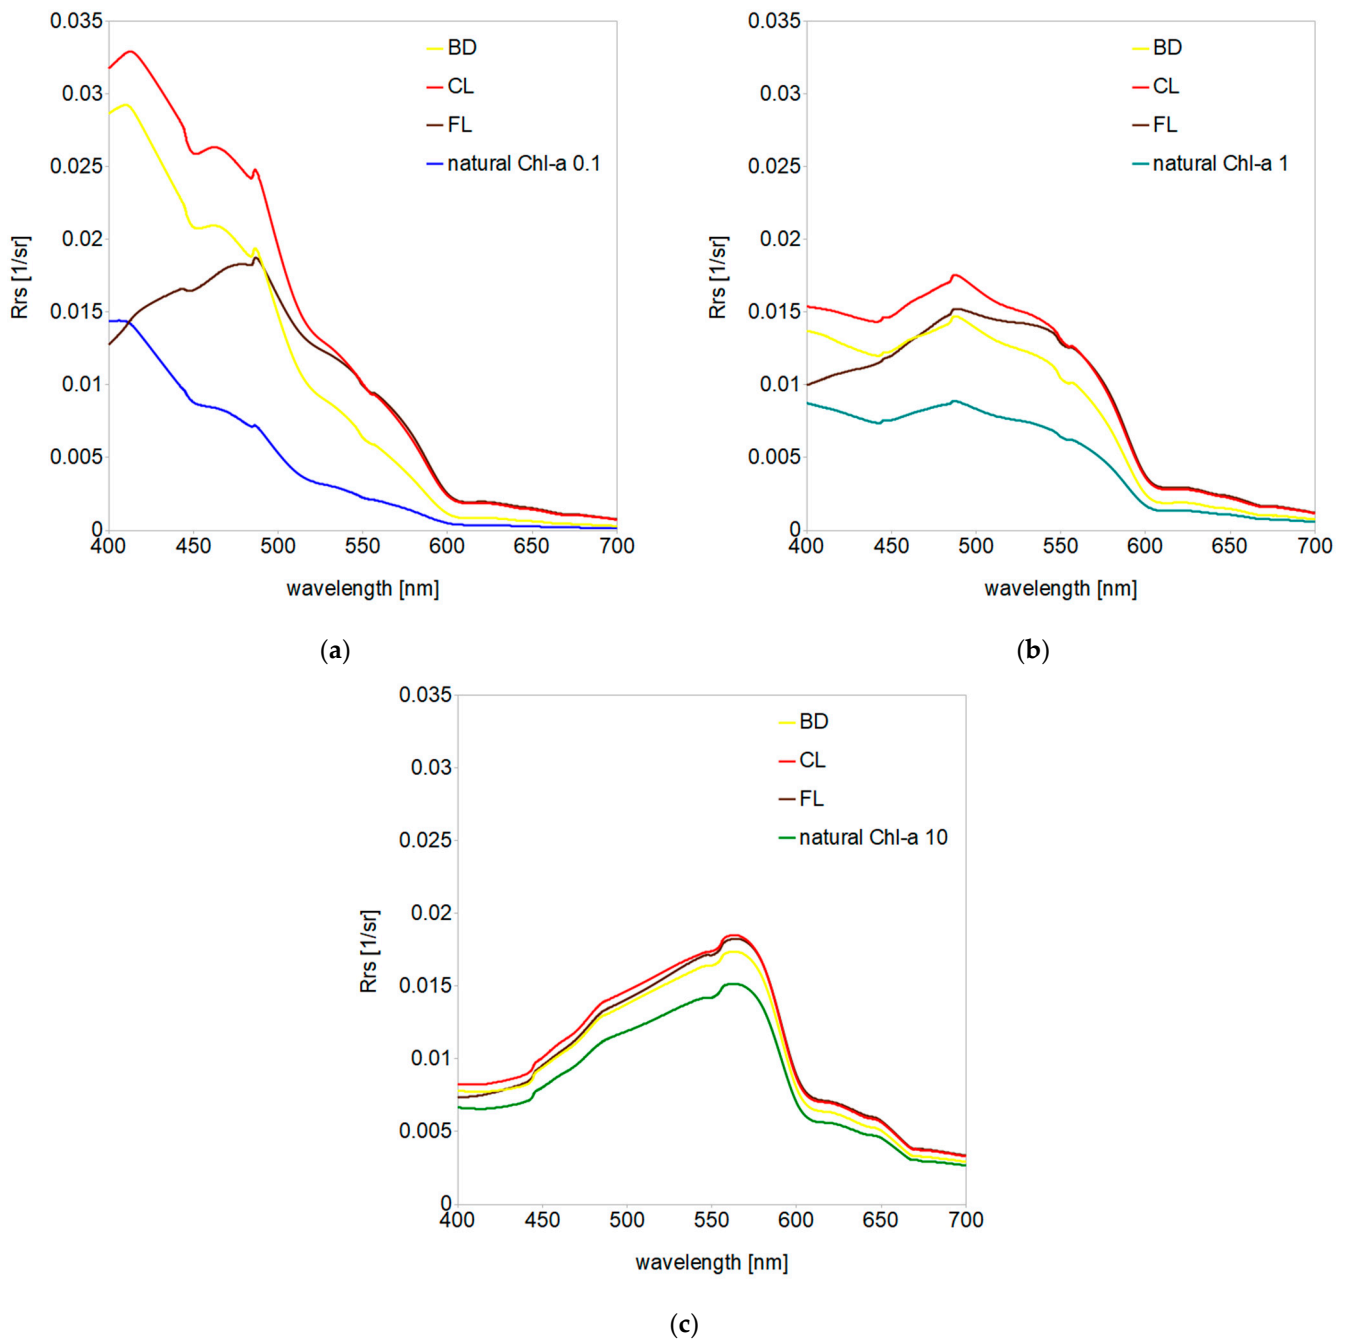 0.035
0.03
0.025
0.02
0.015
0.01
0.005
0
Rrs [1/sr]
BD
CL
FL
natural Chl-a 0.1
400 450 500 550 600 650 700
wavelength [nm]
(a)
0.035
0.03
0.025
0.02
0.015
0.01
0.005
0
Rrs [1/sr]
BD
CL
FL
natural Chl-a 1
400 450 500 550 600 650 700
wavelength [nm]
(b)
0.035
0.03
0.025
0.02
0.015
0.01
0.005
0
Rrs [1/sr]
BD
CL
FL
natural Chl-a 10
400 450 500 550 600 650 700
wavelength [nm]
(c)